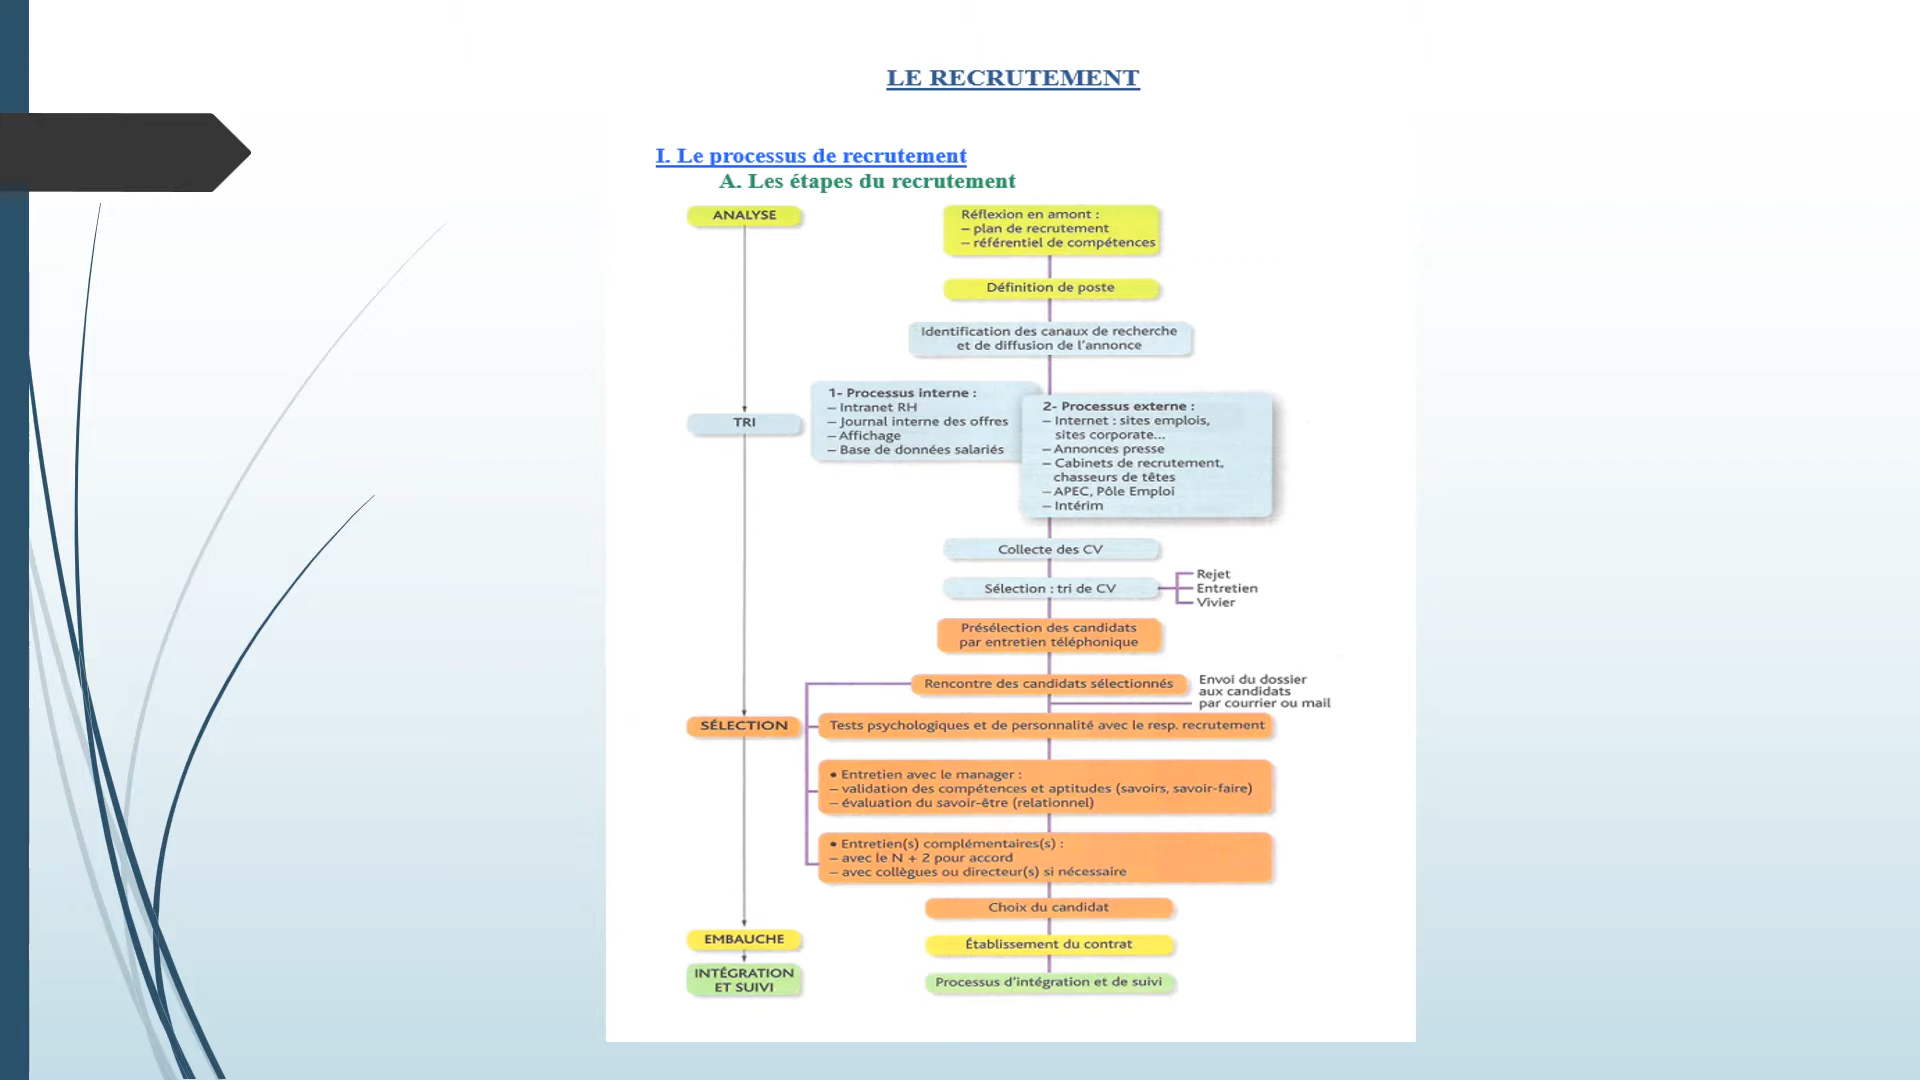 LE RECRUTEMENT
I. Le processus de recrutement
A. Les étapes du recrutement
ANALYSE
Réflexion en amont :
– plan de recrutement
– référentiel de compétences
Définition de poste
Identification des canaux de recherche
et de diffusion de l'annonce
TRI
1- Processus interne :
– Intranet RH
– Journal interne des offres
– Affichage
– Base de données salariés
2- Processus externe :
– Internet : sites emplois,
sites corporate...
– Annonces presse
– Cabinets de recrutement,
chasseurs de têtes
– APEC, Pôle Emploi
– Intérim
Collecte des CV
Sélection : tri de CV
Rejet
Entretien
Vivier
Présélection des candidats
par entretien téléphonique
Rencontre des candidats sélectionnés
Envoi du dossier
aux candidats
par courrier ou mail
SÉLECTION
Tests psychologiques et de personnalité avec le resp. recrutement
• Entretien avec le manager :
– validation des compétences et aptitudes (savoirs, savoir-faire)
– évaluation du savoir-être (relationnel)
• Entretien(s) complémentaires(s) :
– avec le N + 2 pour accord
– avec collègues ou directeur(s) si nécessaire
Choix du candidat
EMBAUCHE
Établissement du contrat
INTÉGRATION
ET SUIVI
Processus d'intégration et de suivi